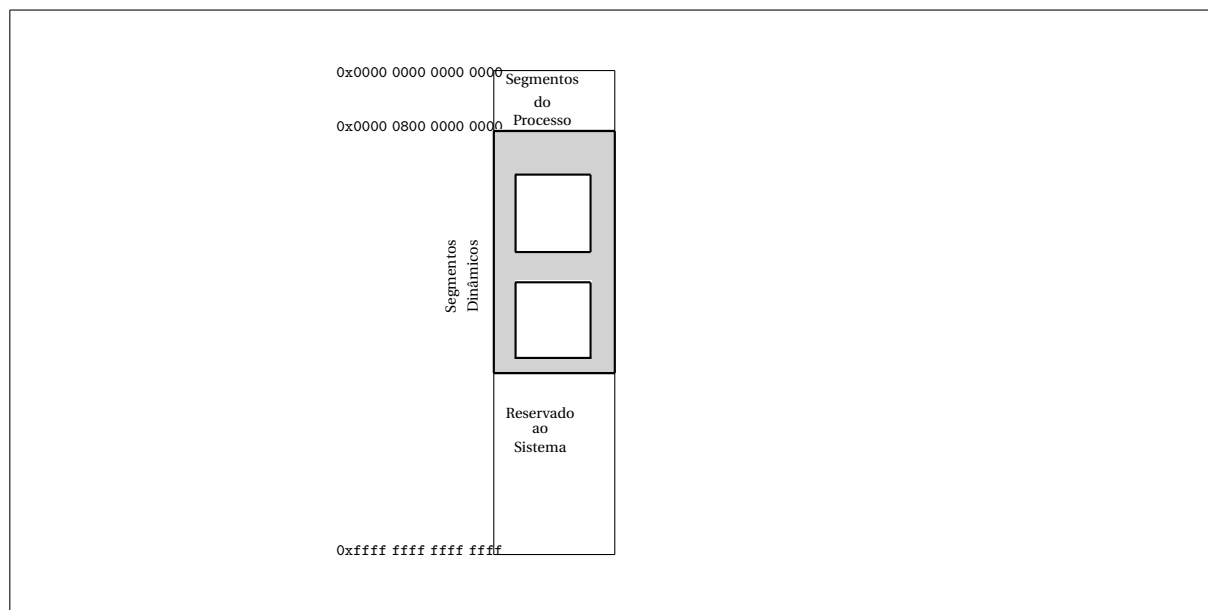 0x0000 0000 0000 0000
Segmentos
do
Processo
0x0000 0800 0000 0000
Segmentos
Dinâmicos
Reservado
ao
Sistema
0xffff ffff ffff ffff